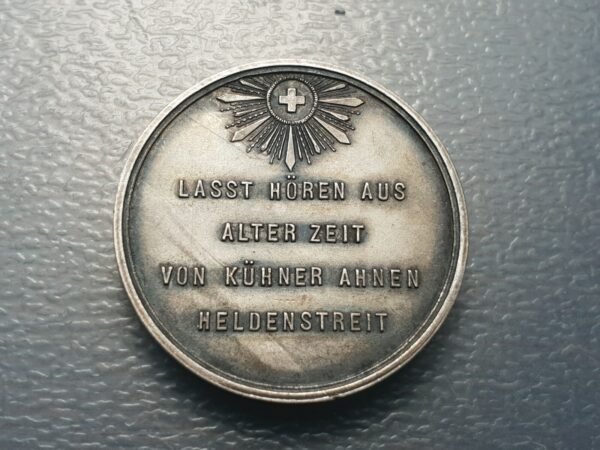 LASST HÖREN AUS
ALTER ZEIT
VON KÜHNER AHNEN
HELDENSTREIT